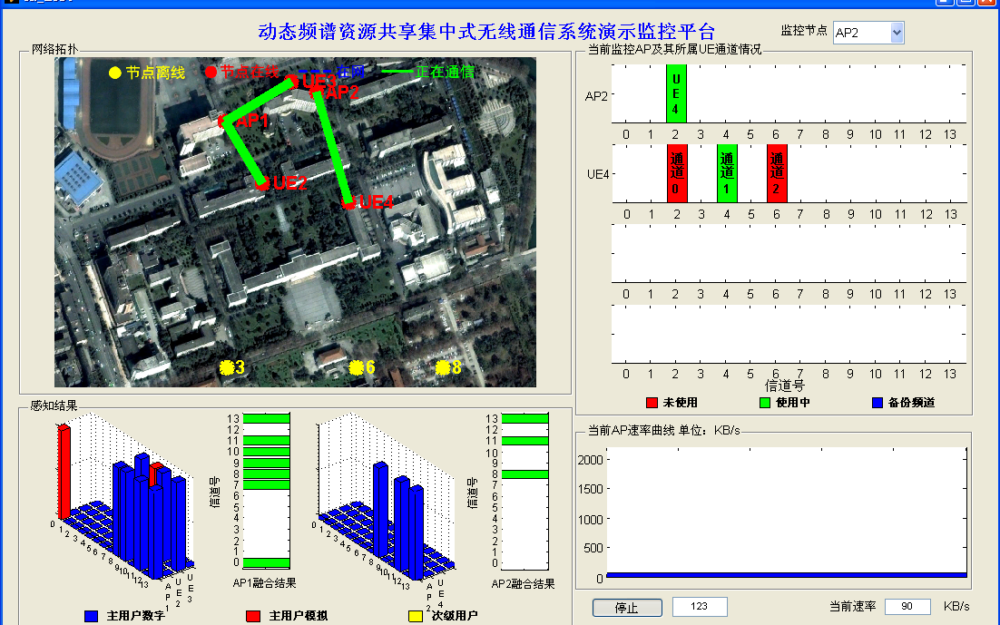 动态频谱资源共享集中式无线通信系统演示监控平台
监控节点 AP2
网络拓扑
节点离线 节点在线 在网 正在通信
UE3
AP2
AP1
UE2
UE4
3 6 8
当前监控AP及其所属UE通道情况
AP2
UE4
0 1 2 3 4 5 6 7 8 9 10 11 12 13
UE4
通道0 通道1 通道2
0 1 2 3 4 5 6 7 8 9 10 11 12 13
0 1 2 3 4 5 6 7 8 9 10 11 12 13
0 1 2 3 4 5 6 7 8 9 10 11 12 13
信道号
未使用 使用中 备份频道
感知结果
0 1 2 3 4 5 6 7 8 9 10 11 12 13
AP1 UE2 UE3
信道号
13
12
11
10
9
8
7
6
5
4
3
2
1
0
AP1融合结果
0 1 2 3 4 5 6 7 8 9 10 11 12 13
AP2 UE4
信道号
13
12
11
10
9
8
7
6
5
4
3
2
1
0
AP2融合结果
主用户数字 主用户模拟 次级用户
当前AP速率曲线 单位: KB/s
2000
1500
1000
500
0
停止 123 当前速率 90 KB/s